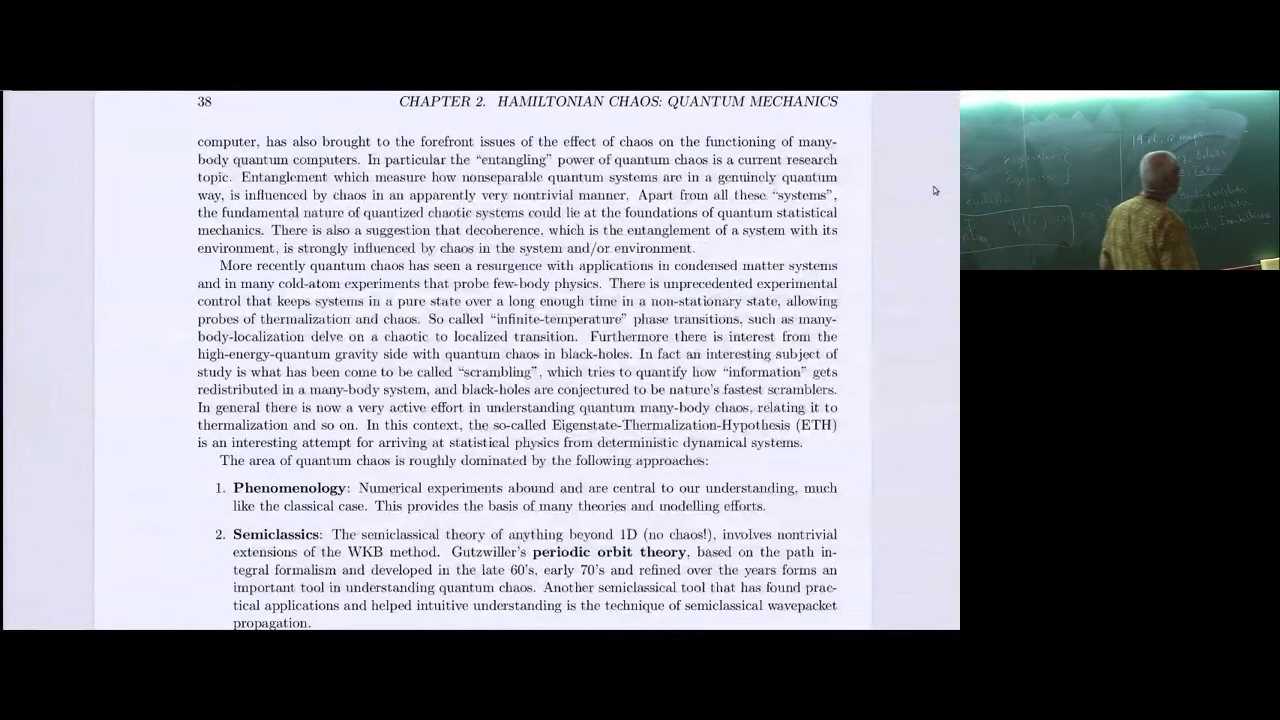 38 CHAPTER 2. HAMILTONIAN CHAOS: QUANTUM MECHANICS
computer, has also brought to the forefront issues of the effect of chaos on the functioning of many-
body quantum computers. In particular the “entangling” power of quantum chaos is a current research
topic. Entanglement which measure how nonseparable quantum systems are in a genuinely quantum
way, is influenced by chaos in an apparently very nontrivial manner. Apart from all these “systems”,
the fundamental nature of quantized chaotic systems could lie at the foundations of quantum statistical
mechanics. There is also a suggestion that decoherence, which is the entanglement of a system with its
environment, is strongly influenced by chaos in the system and/or environment.
More recently quantum chaos has seen a resurgence with applications in condensed matter systems
and in many cold-atom experiments that probe few-body physics. There is unprecedented experimental
control that keeps systems in a pure state over a long enough time in a non-stationary state, allowing
probes of thermalization and chaos. So called “infinite-temperature” phase transitions, such as many-
body-localization delve on a chaotic to localized transition. Furthermore there is interest from the
high-energy-quantum gravity side with quantum chaos in black-holes. In fact an interesting subject of
study is what has been come to be called “scrambling”, which tries to quantify how “information” gets
redistributed in a many-body system, and black-holes are conjectured to be nature's fastest scramblers.
In general there is now a very active effort in understanding quantum many-body chaos, relating it to
thermalization and so on. In this context, the so-called Eigenstate-Thermalization-Hypothesis (ETH)
is an interesting attempt for arriving at statistical physics from deterministic dynamical systems.
The area of quantum chaos is roughly dominated by the following approaches:
1. Phenomenology: Numerical experiments abound and are central to our understanding, much
like the classical case. This provides the basis of many theories and modelling efforts.
2. Semiclassics: The semiclassical theory of anything beyond 1D (no chaos!), involves nontrivial
extensions of the WKB method. Gutzwiller's periodic orbit theory, based on the path in-
tegral formalism and developed in the late 60's, early 70's and refined over the years forms an
important tool in understanding quantum chaos. Another semiclassical tool that has found prac-
tical applications and helped intuitive understanding is the technique of semiclassical wavepacket
propagation.